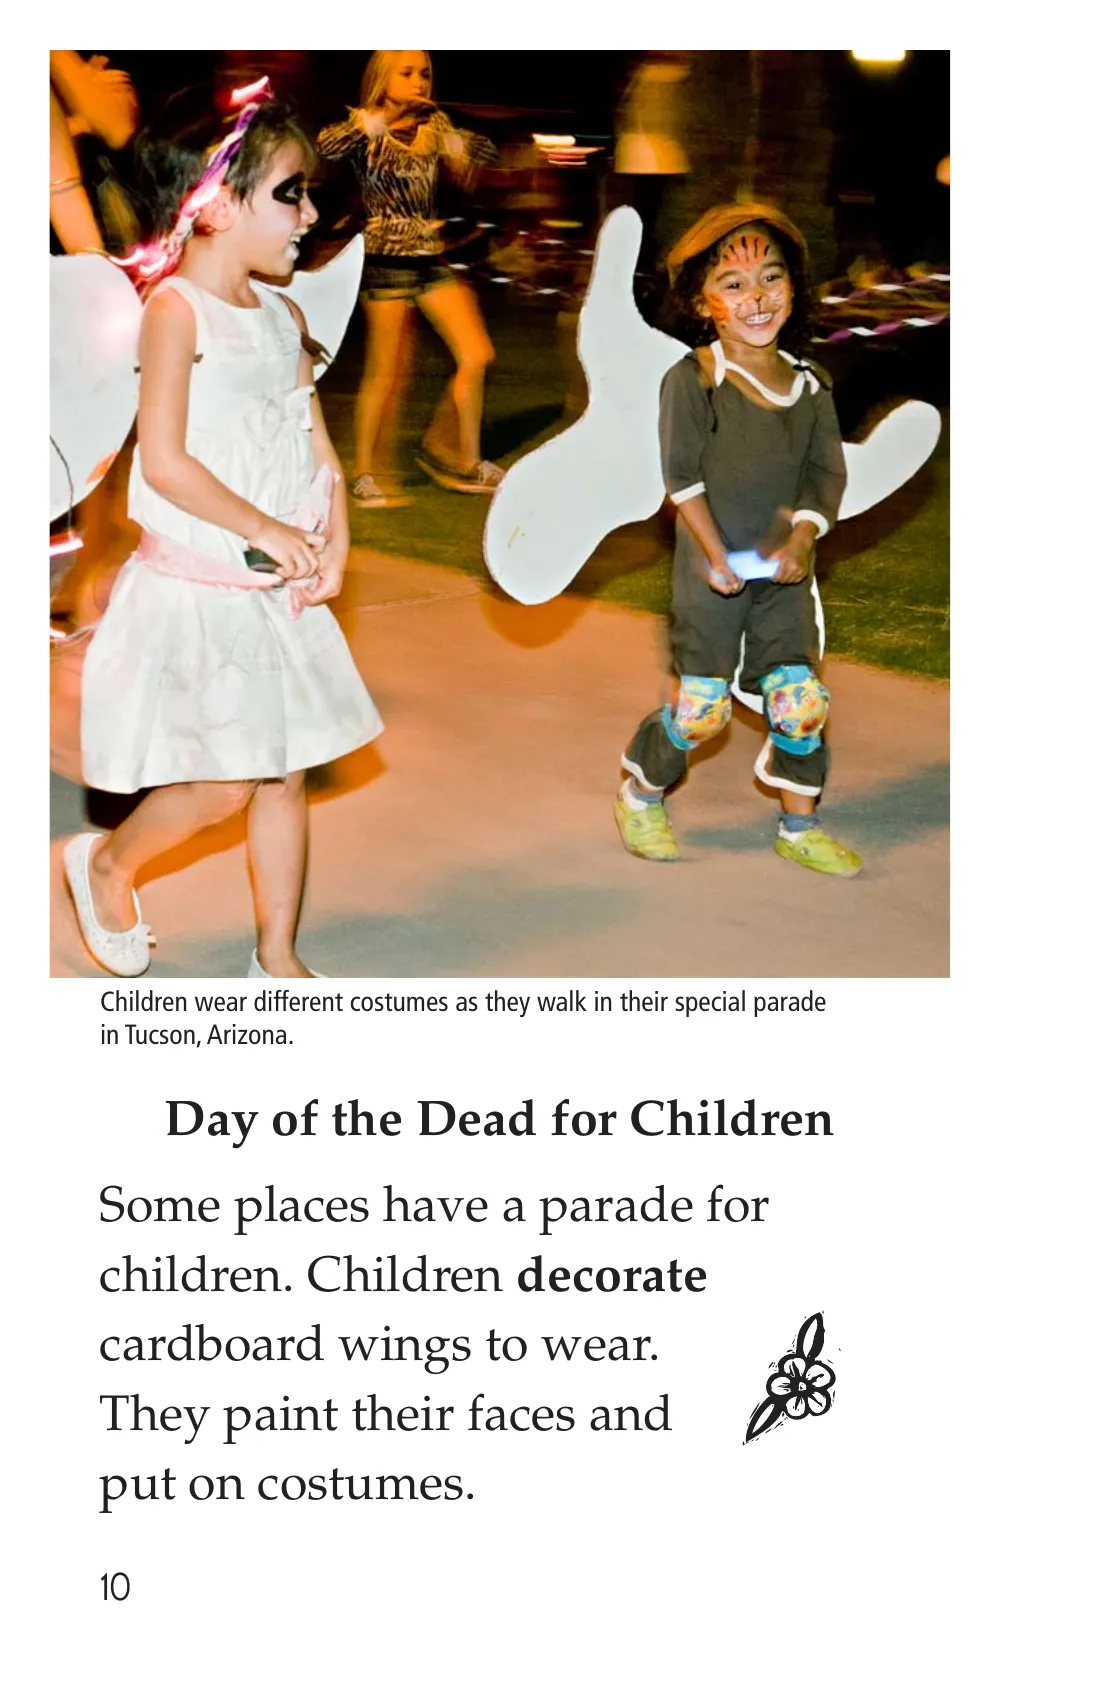 Children wear different costumes as they walk in their special parade
in Tucson, Arizona.
Day of the Dead for Children
Some places have a parade for
children. Children decorate
cardboard wings to wear.
They paint their faces and
put on costumes.
10